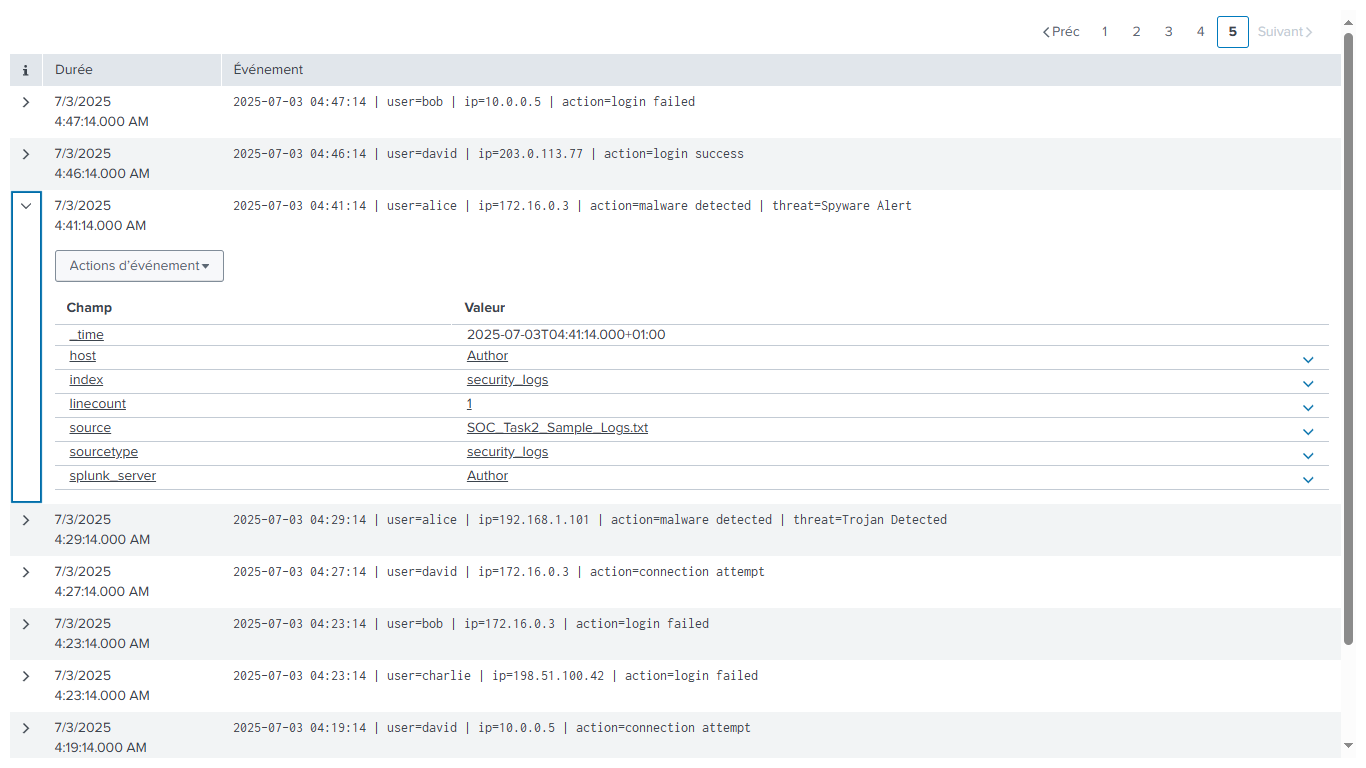 Préc 1 2 3 4 5 Suivant
i Durée Événement
7/3/2025 2025-07-03 04:47:14 | user=bob | ip=10.0.0.5 | action=login failed
4:47:14.000 AM
7/3/2025 2025-07-03 04:46:14 | user=david | ip=203.0.113.77 | action=login success
4:46:14.000 AM
7/3/2025 2025-07-03 04:41:14 | user=alice | ip=172.16.0.3 | action=malware detected | threat=Spyware Alert
4:41:14.000 AM
Actions d’événement
Champ Valeur
_time 2025-07-03T04:41:14.000+01:00
host Author
index security_logs
linecount 1
source SOC_Task2_Sample_Logs.txt
sourcetype security_logs
splunk_server Author
7/3/2025 2025-07-03 04:29:14 | user=alice | ip=192.168.1.101 | action=malware detected | threat=Trojan Detected
4:29:14.000 AM
7/3/2025 2025-07-03 04:27:14 | user=david | ip=172.16.0.3 | action=connection attempt
4:27:14.000 AM
7/3/2025 2025-07-03 04:23:14 | user=bob | ip=172.16.0.3 | action=login failed
4:23:14.000 AM
7/3/2025 2025-07-03 04:23:14 | user=charlie | ip=198.51.100.42 | action=login failed
4:23:14.000 AM
7/3/2025 2025-07-03 04:19:14 | user=david | ip=10.0.0.5 | action=connection attempt
4:19:14.000 AM